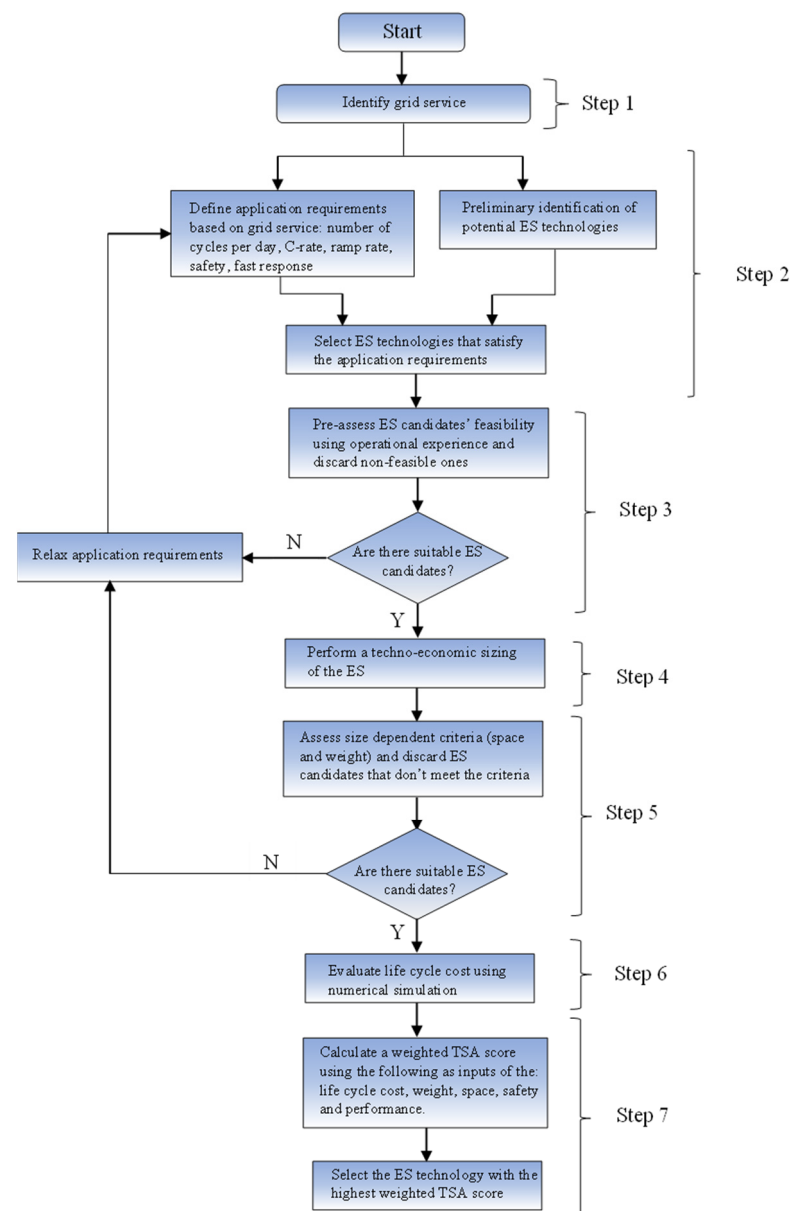 Start
Identify grid service
Step 1
Define application requirements
based on grid service: number of
cycles per day, C-rate, ramp rate,
safety, fast response
Preliminary identification of
potential ES technologies
Step 2
Select ES technologies that satisfy
the application requirements
Pre-assess ES candidates' feasibility
using operational experience and
discard non-feasible ones
Step 3
Relax application requirements
N
Are there suitable ES
candidates?
Y
Perform a techno-economic sizing
of the ES
Step 4
Assess size dependent criteria (space
and weight) and discard ES
candidates that don't meet the criteria
Step 5
N
Are there suitable ES
candidates?
Y
Evaluate life cycle cost using
numerical simulation
Step 6
Calculate a weighted TSA score
using the following as inputs of the:
life cycle cost, weight, space, safety
and performance.
Step 7
Select the ES technology with the
highest weighted TSA score